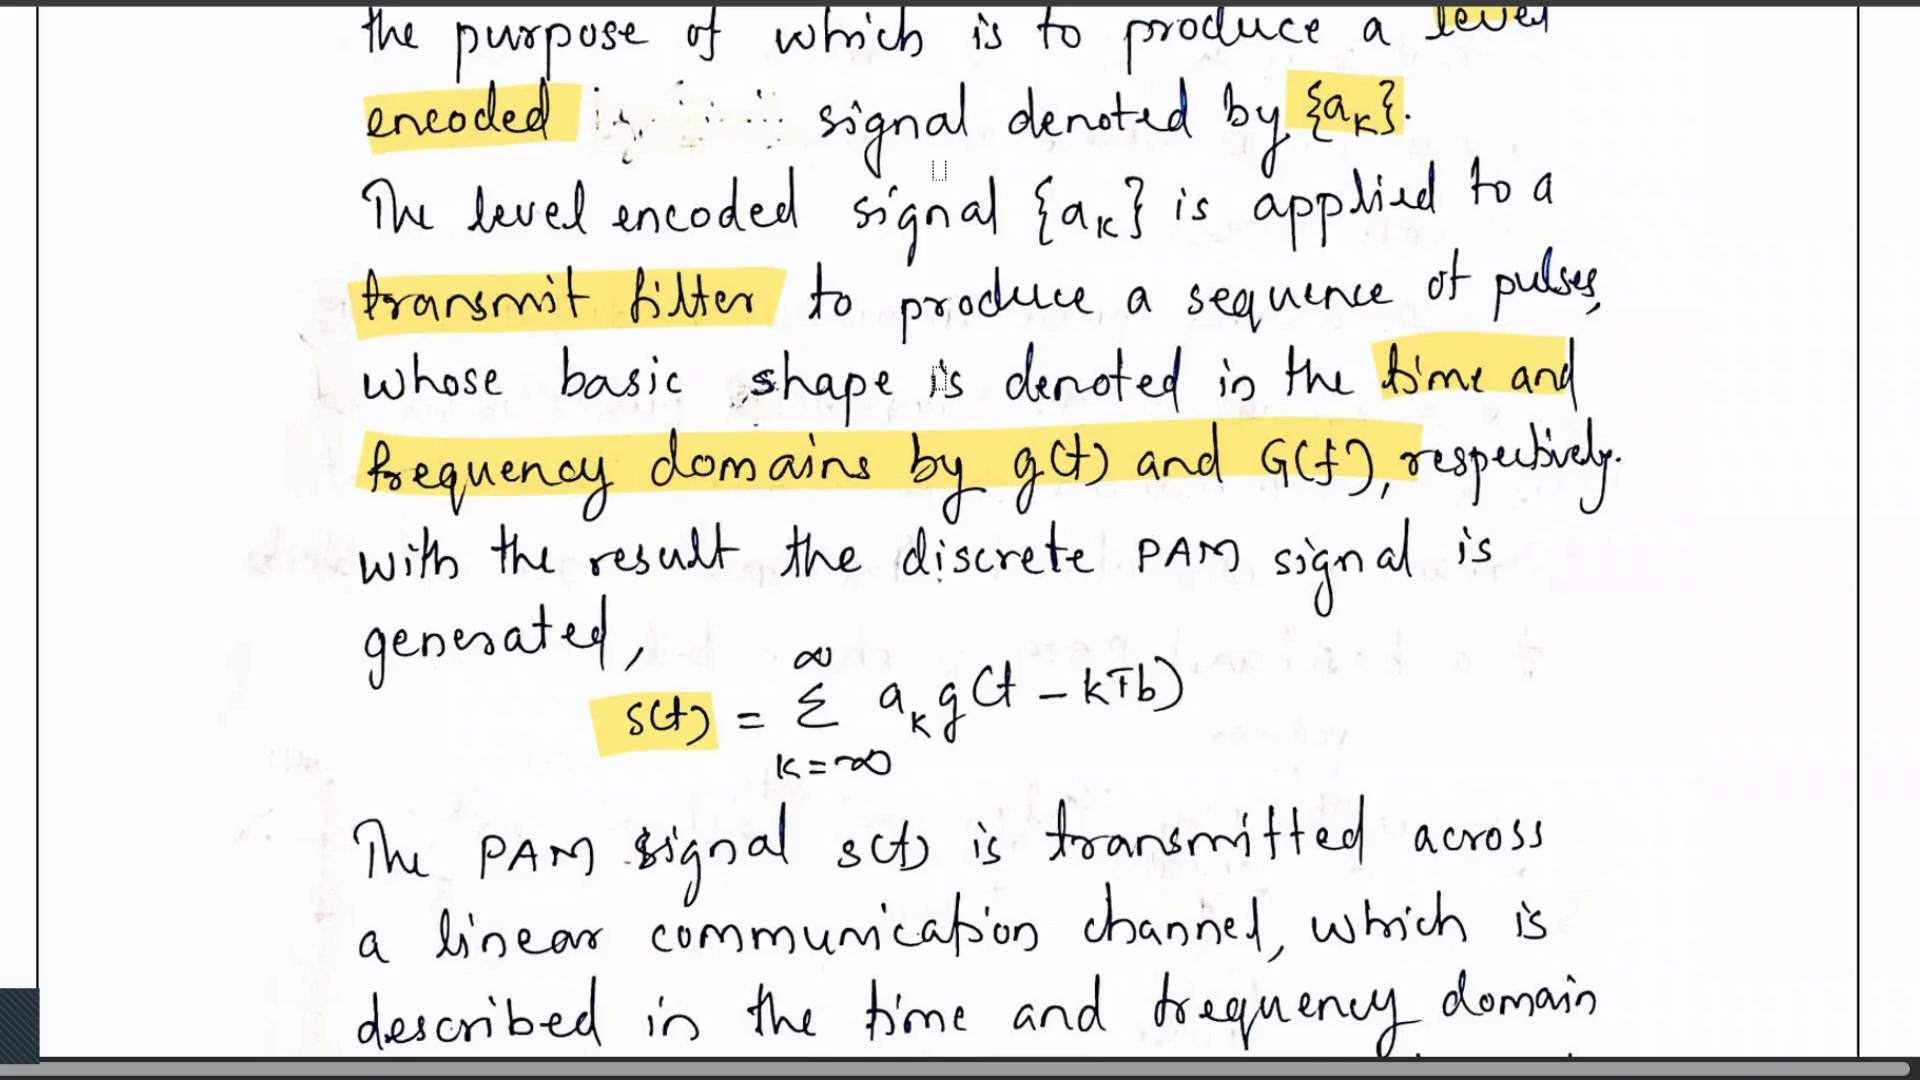 the purpose of which is to produce a level
encoded signal denoted by {aₖ}.
The level encoded signal {aₖ} is applied to a
transmit filter to produce a sequence of pulses,
whose basic shape is denoted in the time and
frequency domains by g(t) and G(f), respectively.
with the result the discrete PAM signal is
generated,
∞
s(t) = Σ aₖ g(t - kTb)
k=∞
The PAM signal s(t) is transmitted across
a linear communication channel, which is
described in the time and frequency domain